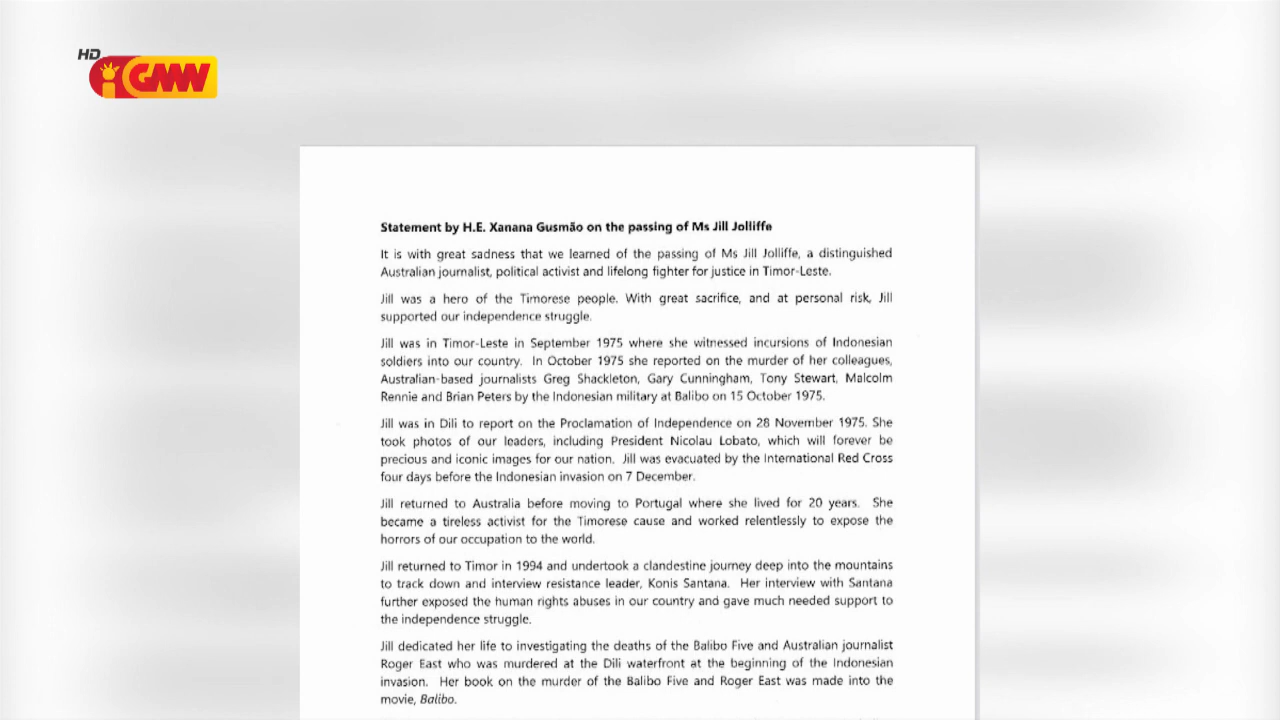 HD
GMN
Statement by H.E. Xanana Gusmão on the passing of Ms Jill Jolliffe
It is with great sadness that we learned of the passing of Ms Jill Jolliffe, a distinguished
Australian journalist, political activist and lifelong fighter for justice in Timor-Leste.
Jill was a hero of the Timorese people. With great sacrifice, and at personal risk, Jill
supported our independence struggle.
Jill was in Timor-Leste in September 1975 where she witnessed incursions of Indonesian
soldiers into our country. In October 1975 she reported on the murder of her colleagues,
Australian-based journalists Greg Shackleton, Gary Cunningham, Tony Stewart, Malcolm
Rennie and Brian Peters by the Indonesian military at Balibo on 15 October 1975.
Jill was in Dili to report on the Proclamation of Independence on 28 November 1975. She
took photos of our leaders, including President Nicolau Lobato, which will forever be
precious and iconic images for our nation. Jill was evacuated by the International Red Cross
four days before the Indonesian invasion on 7 December.
Jill returned to Australia before moving to Portugal where she lived for 20 years. She
became a tireless activist for the Timorese cause and worked relentlessly to expose the
horrors of our occupation to the world.
Jill returned to Timor in 1994 and undertook a clandestine journey deep into the mountains
to track down and interview resistance leader, Konis Santana. Her interview with Santana
further exposed the human rights abuses in our country and gave much needed support to
the independence struggle.
Jill dedicated her life to investigating the deaths of the Balibo Five and Australian journalist
Roger East who was murdered at the Dili waterfront at the beginning of the Indonesian
invasion. Her book on the murder of the Balibo Five and Roger East was made into the
movie, Balibo.